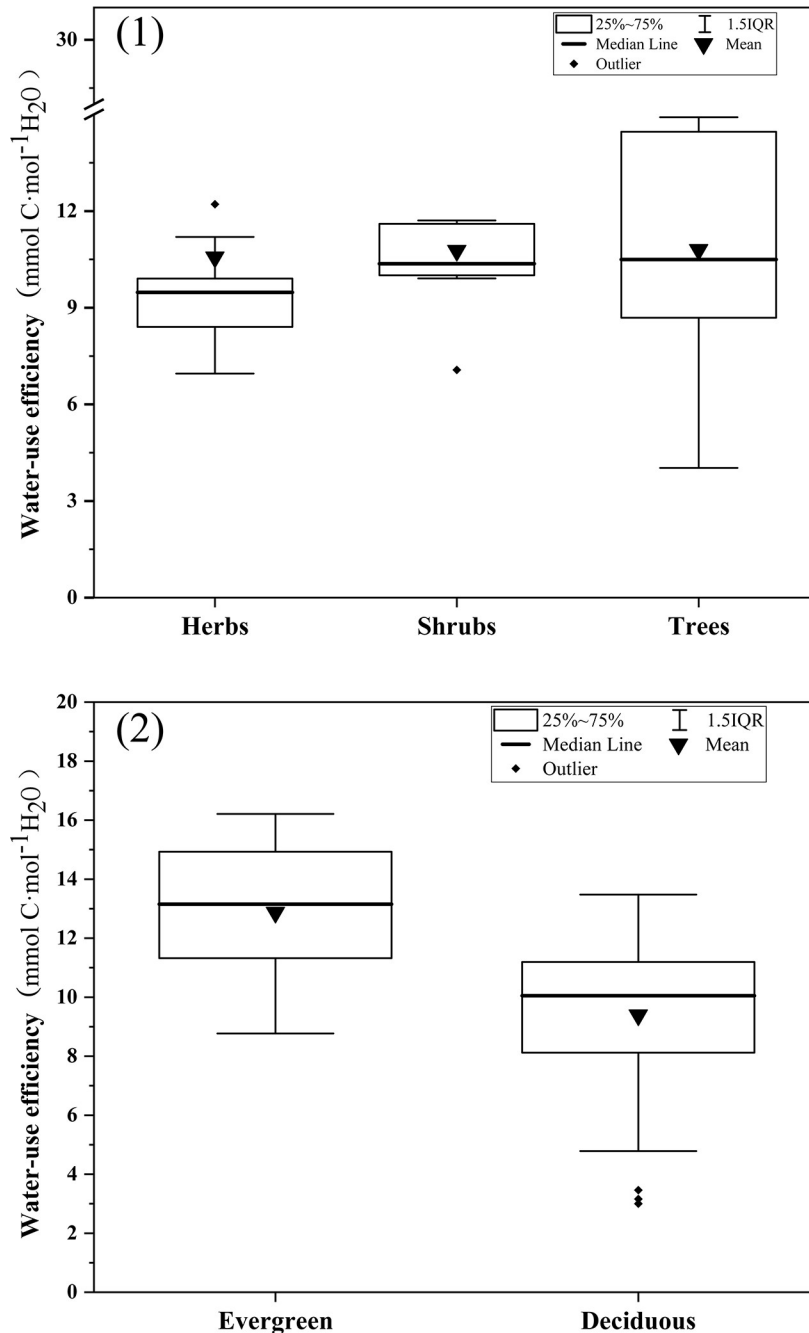 (1)
25%~75% 1.5IQR
Median Line Mean
Outlier
Water-use efficiency (mmol C·mol⁻¹H₂O)
30
12
9
6
3
0
Herbs Shrubs Trees
(2)
25%~75% 1.5IQR
Median Line Mean
Outlier
Water-use efficiency (mmol C·mol⁻¹H₂O)
20
18
16
14
12
10
8
6
4
2
0
Evergreen Deciduous